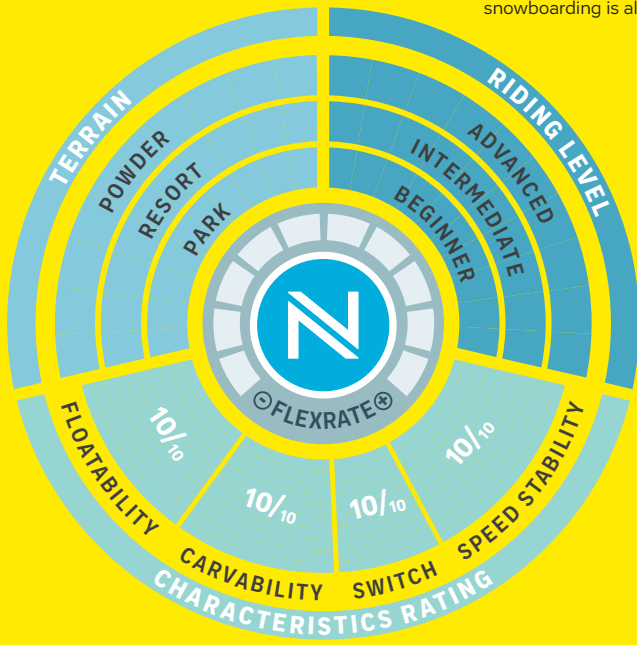 snowboarding is al
TERRAIN
POWDER
RESORT
PARK
RIDING LEVEL
ADVANCED
INTERMEDIATE
BEGINNER
N
- FLEXRATE +
10/10
10/10
10/10
10/10
FLOATABILITY
CARVABILITY
SWITCH
SPEED STABILITY
CHARACTERISTICS RATING